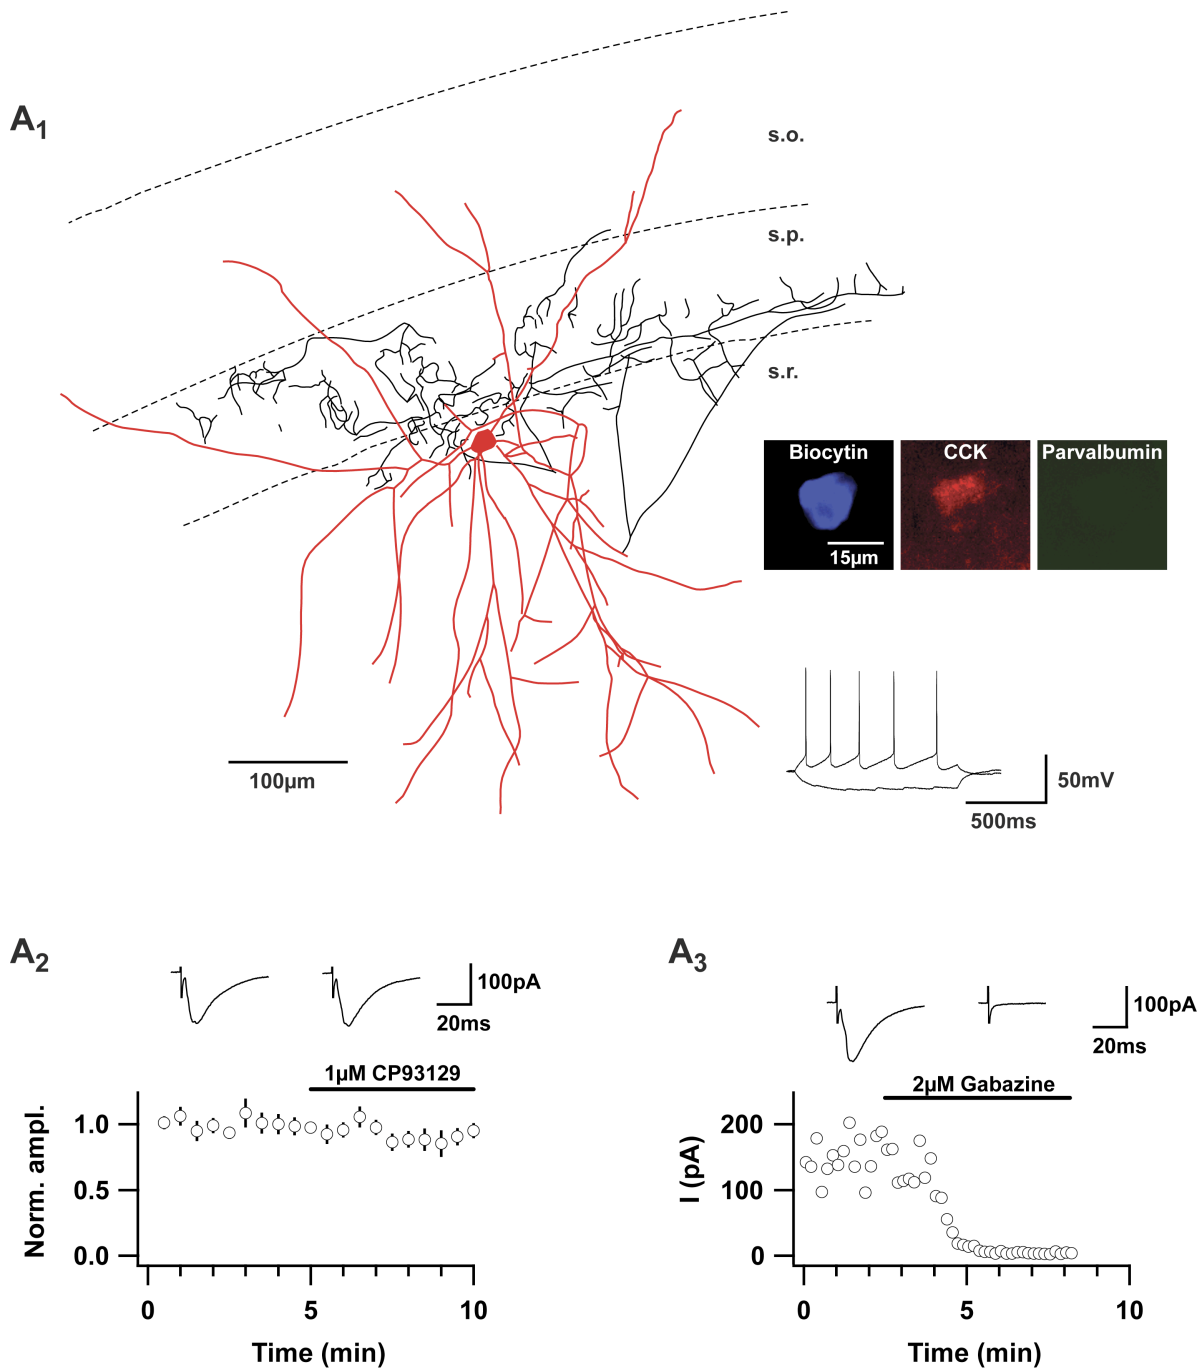 A1
s.o.
s.p.
s.r.
Biocytin CCK Parvalbumin
15µm
100µm
50mV
500ms
A2
100pA
20ms
1µM CP93129
Norm. ampl.
1.0
0.5
0.0
0 5 10
Time (min)
A3
100pA
20ms
2µM Gabazine
I (pA)
200
100
0
0 5 10
Time (min)